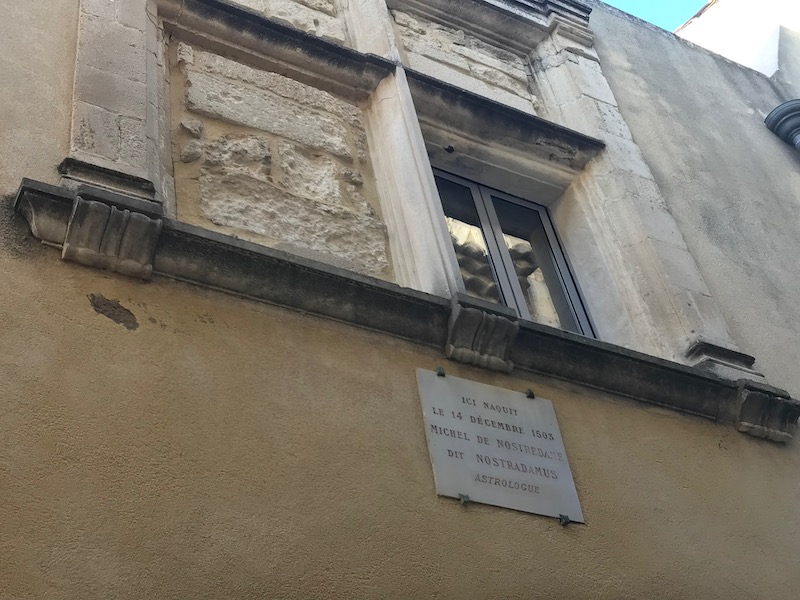 ICI NAQUIT
LE 14 DÉCEMBRE 1503
MICHEL DE NOSTREDAME
DIT NOSTRADAMUS
ASTROLOGUE